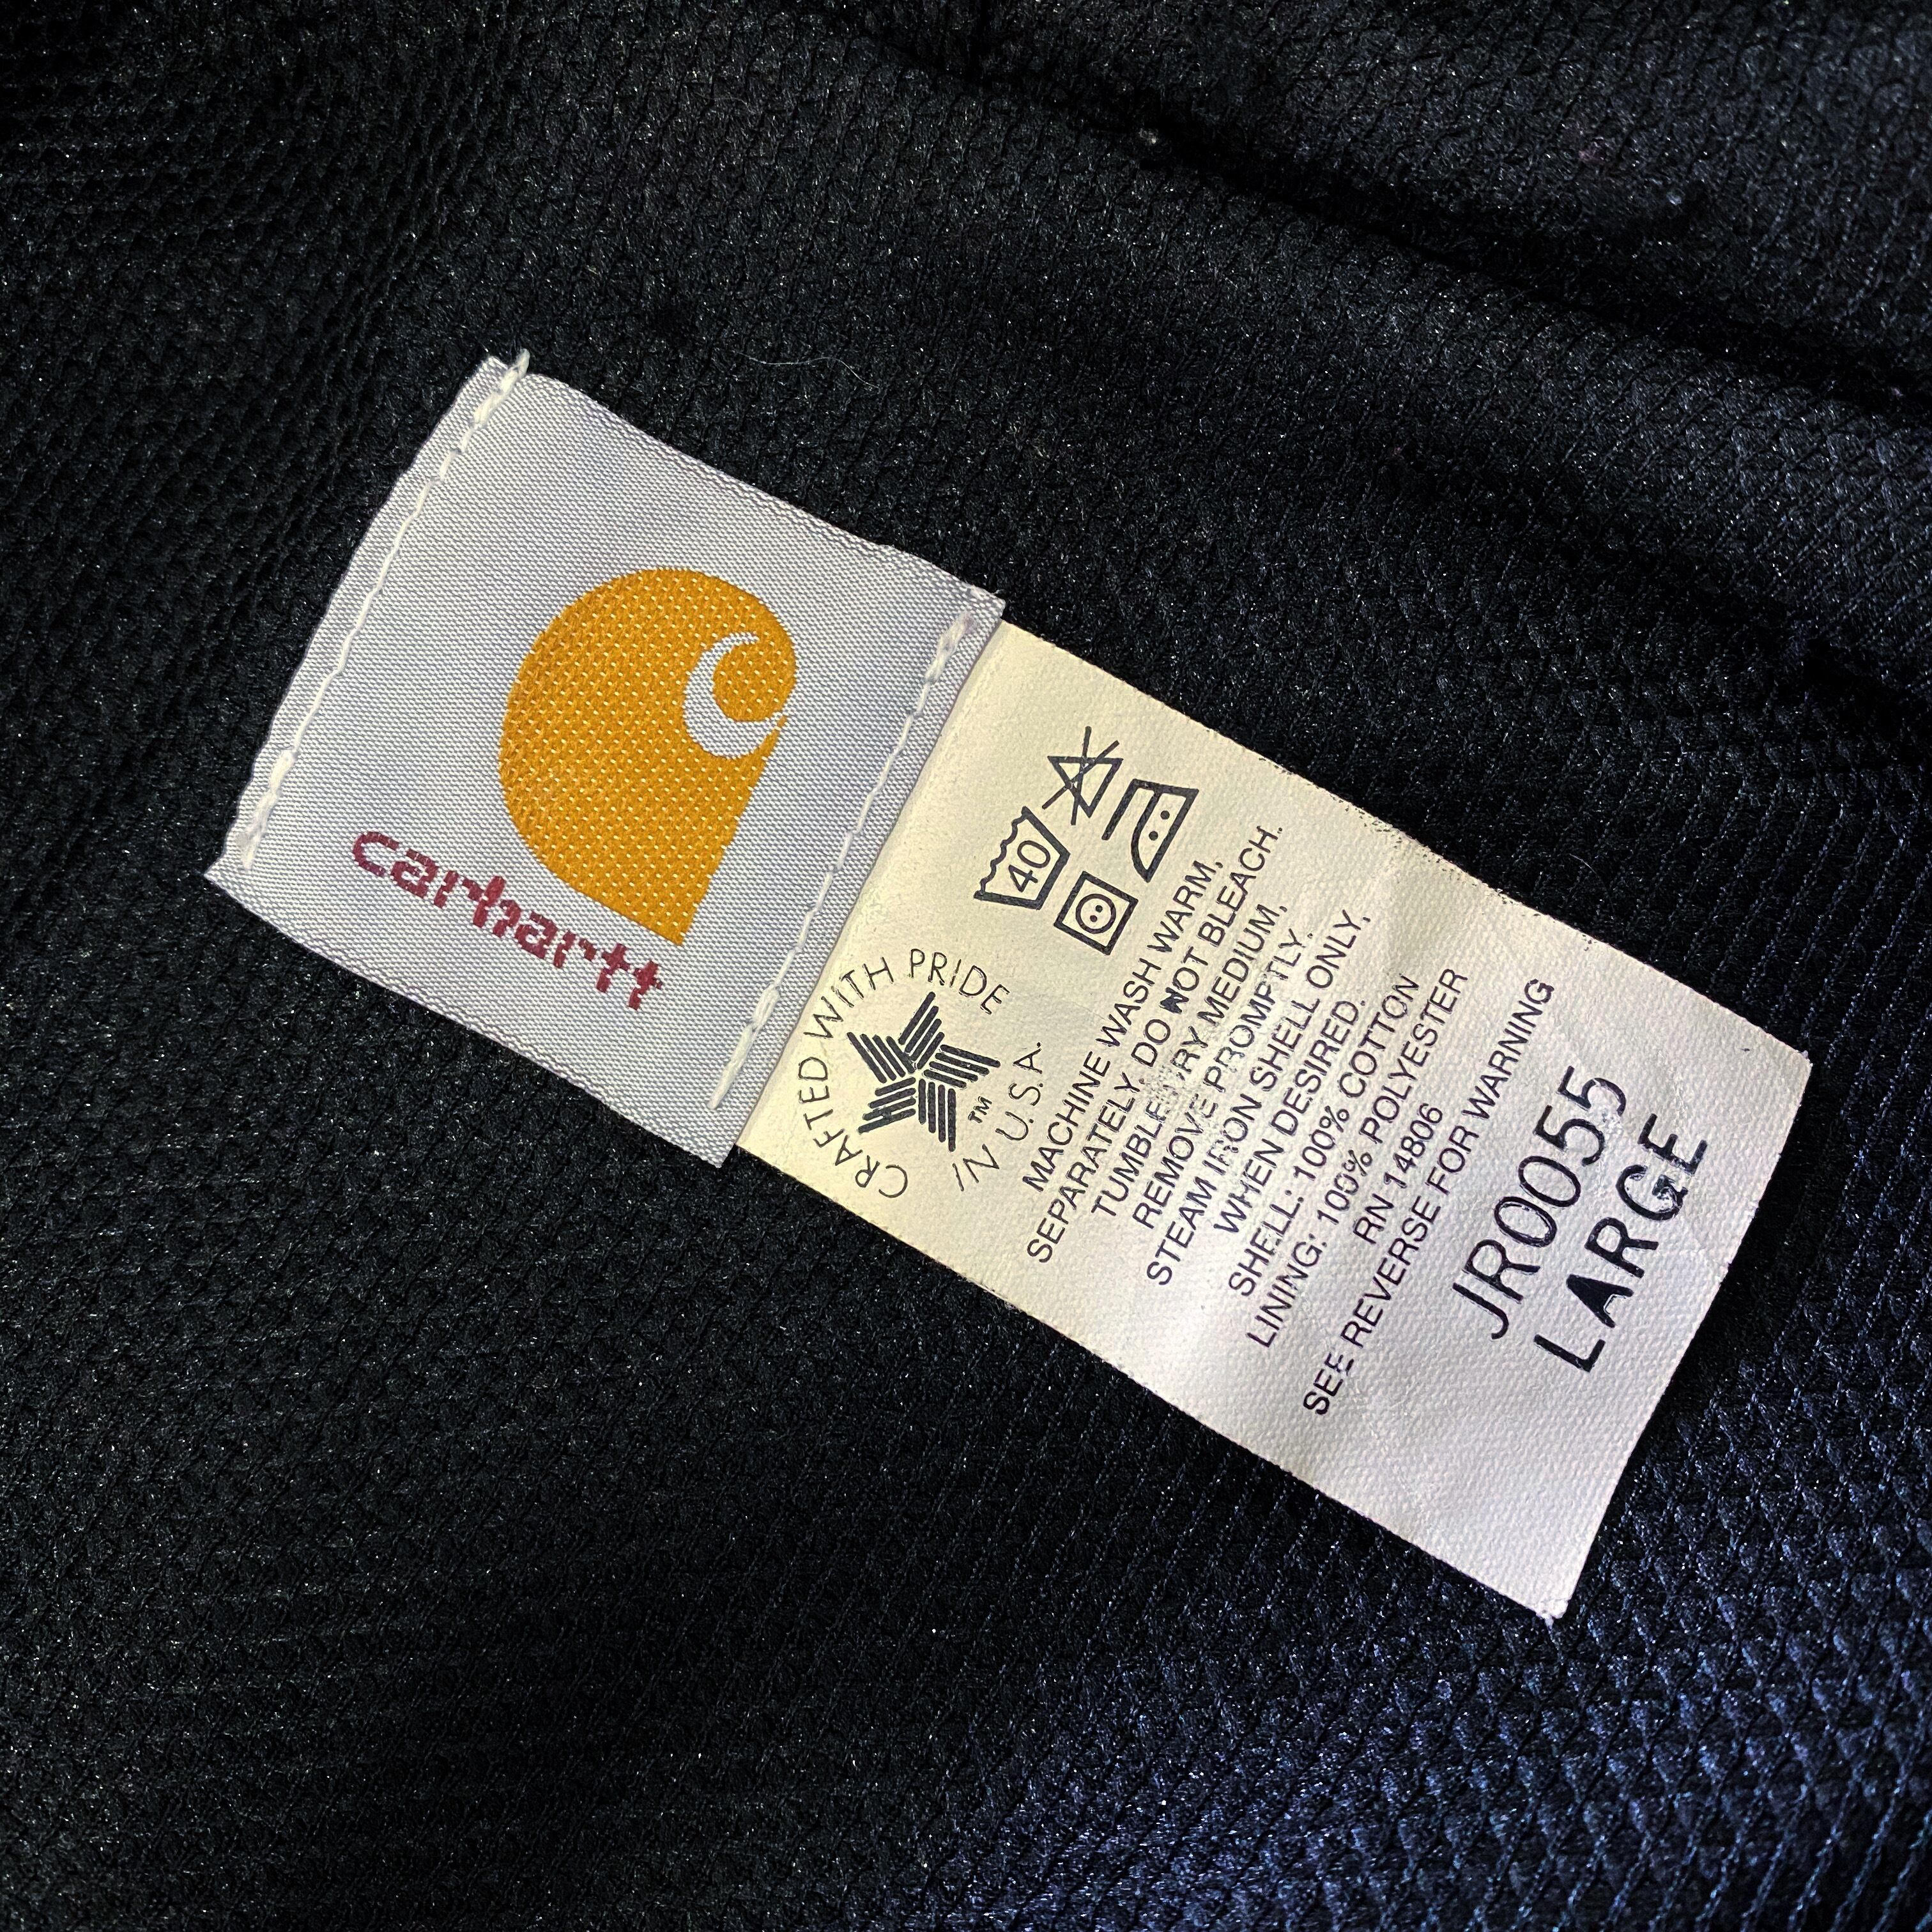 carhartt
40
CRAFTED WITH PRIDE
IN U.S.A.
TM
MACHINE WASH WARM,
SEPARATELY. DO NOT BLEACH.
TUMBLE DRY MEDIUM,
REMOVE PROMPTLY.
STEAM IRON SHELL ONLY,
WHEN DESIRED.
SHELL: 100% COTTON
LINING: 100% POLYESTER
RN 14806
SEE REVERSE FOR WARNING
JR0055
LARGE